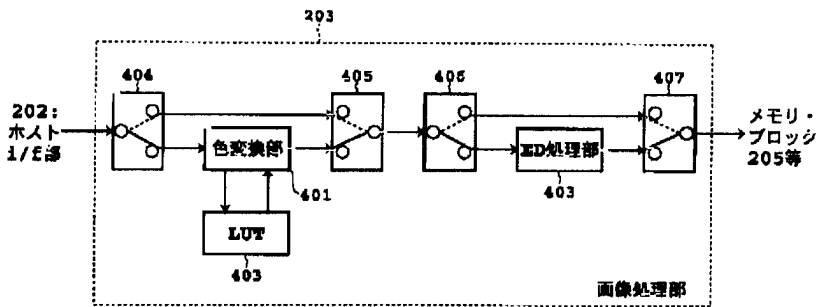 203
404
405
406
407
202:
ホスト
i/f部
色変換部
401
LUT
403
ED処理部
403
メモリ・
ブロッジ
205等
画像処理部